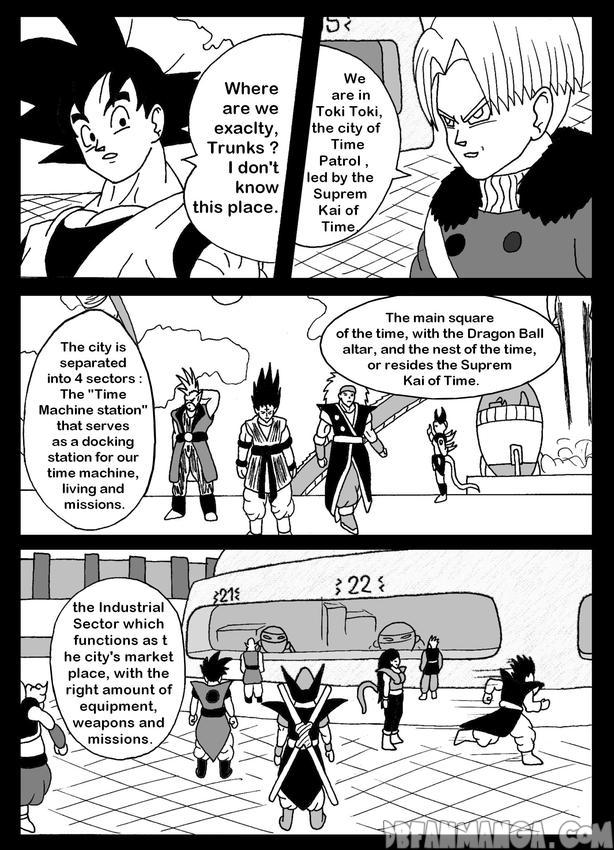 Where
are we
exaclty,
Trunks ?
I don't
know
this place.
5
We
are in
Toki Toki,
the city of
Time
Patrol ,
led by the
Suprem
Kai of
Time.
The city is
separated
into 4 sectors :
The "Time
Machine station"
that serves
as a docking
station for our
time machine,
living and
missions.
The main square
of the time, with the Dragon Ball
altar, and the nest of the time,
or resides the Suprem
Kai of Time.
the Industrial
Sector which
functions as t
he city's market
place, with the
right amount of
equipment,
weapons and
missions.
21
22
DBFANMANGA.COM